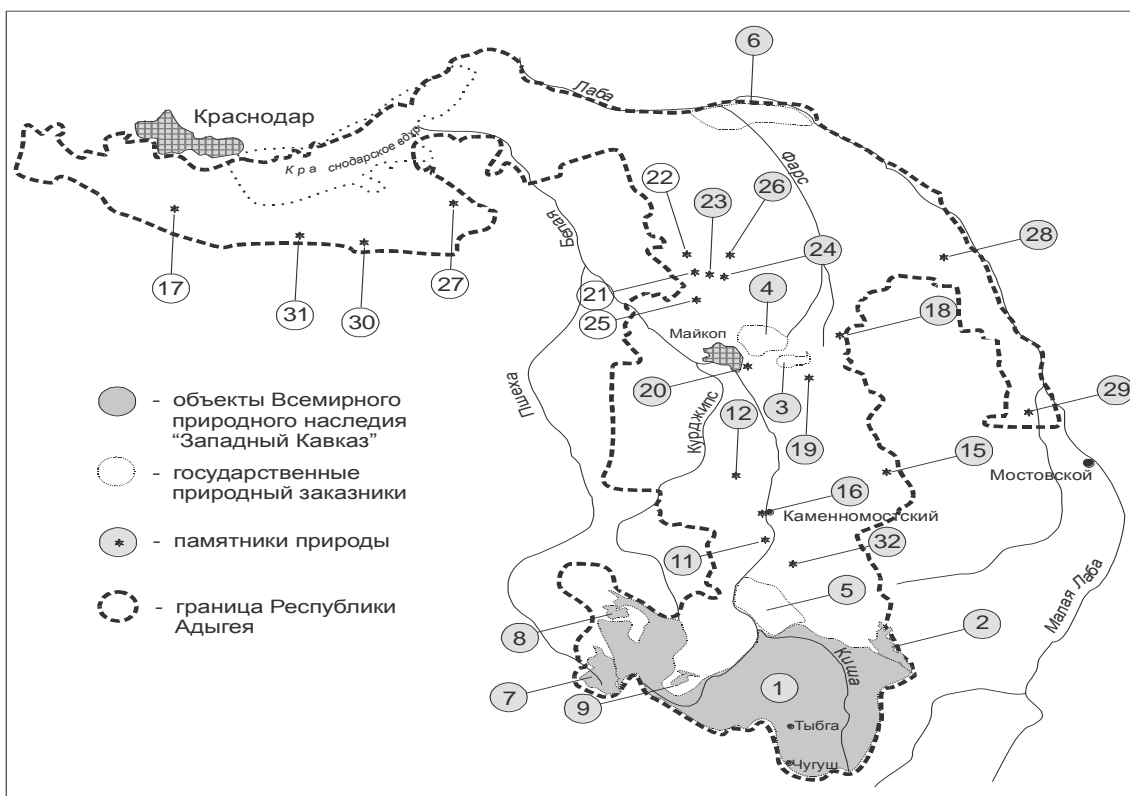 6
Лаба
Краснодар
Кра снодарское вдхр.
Фарс
22
23
26
Белая
24
28
17
31
30
27
21
25
4
18
Майкоп
20
3
29
Пшеха
Курджипс
12
19
15
Мостовской
16
Каменномостский
11
32
5
Малая Лаба
8
2
Киша
7
9
1
Тыбга
Чугуш
- объекты Всемирного
природного наследия
“Западный Кавказ”
- государственные
природный заказники
- памятники природы
- граница Республики
Адыгея